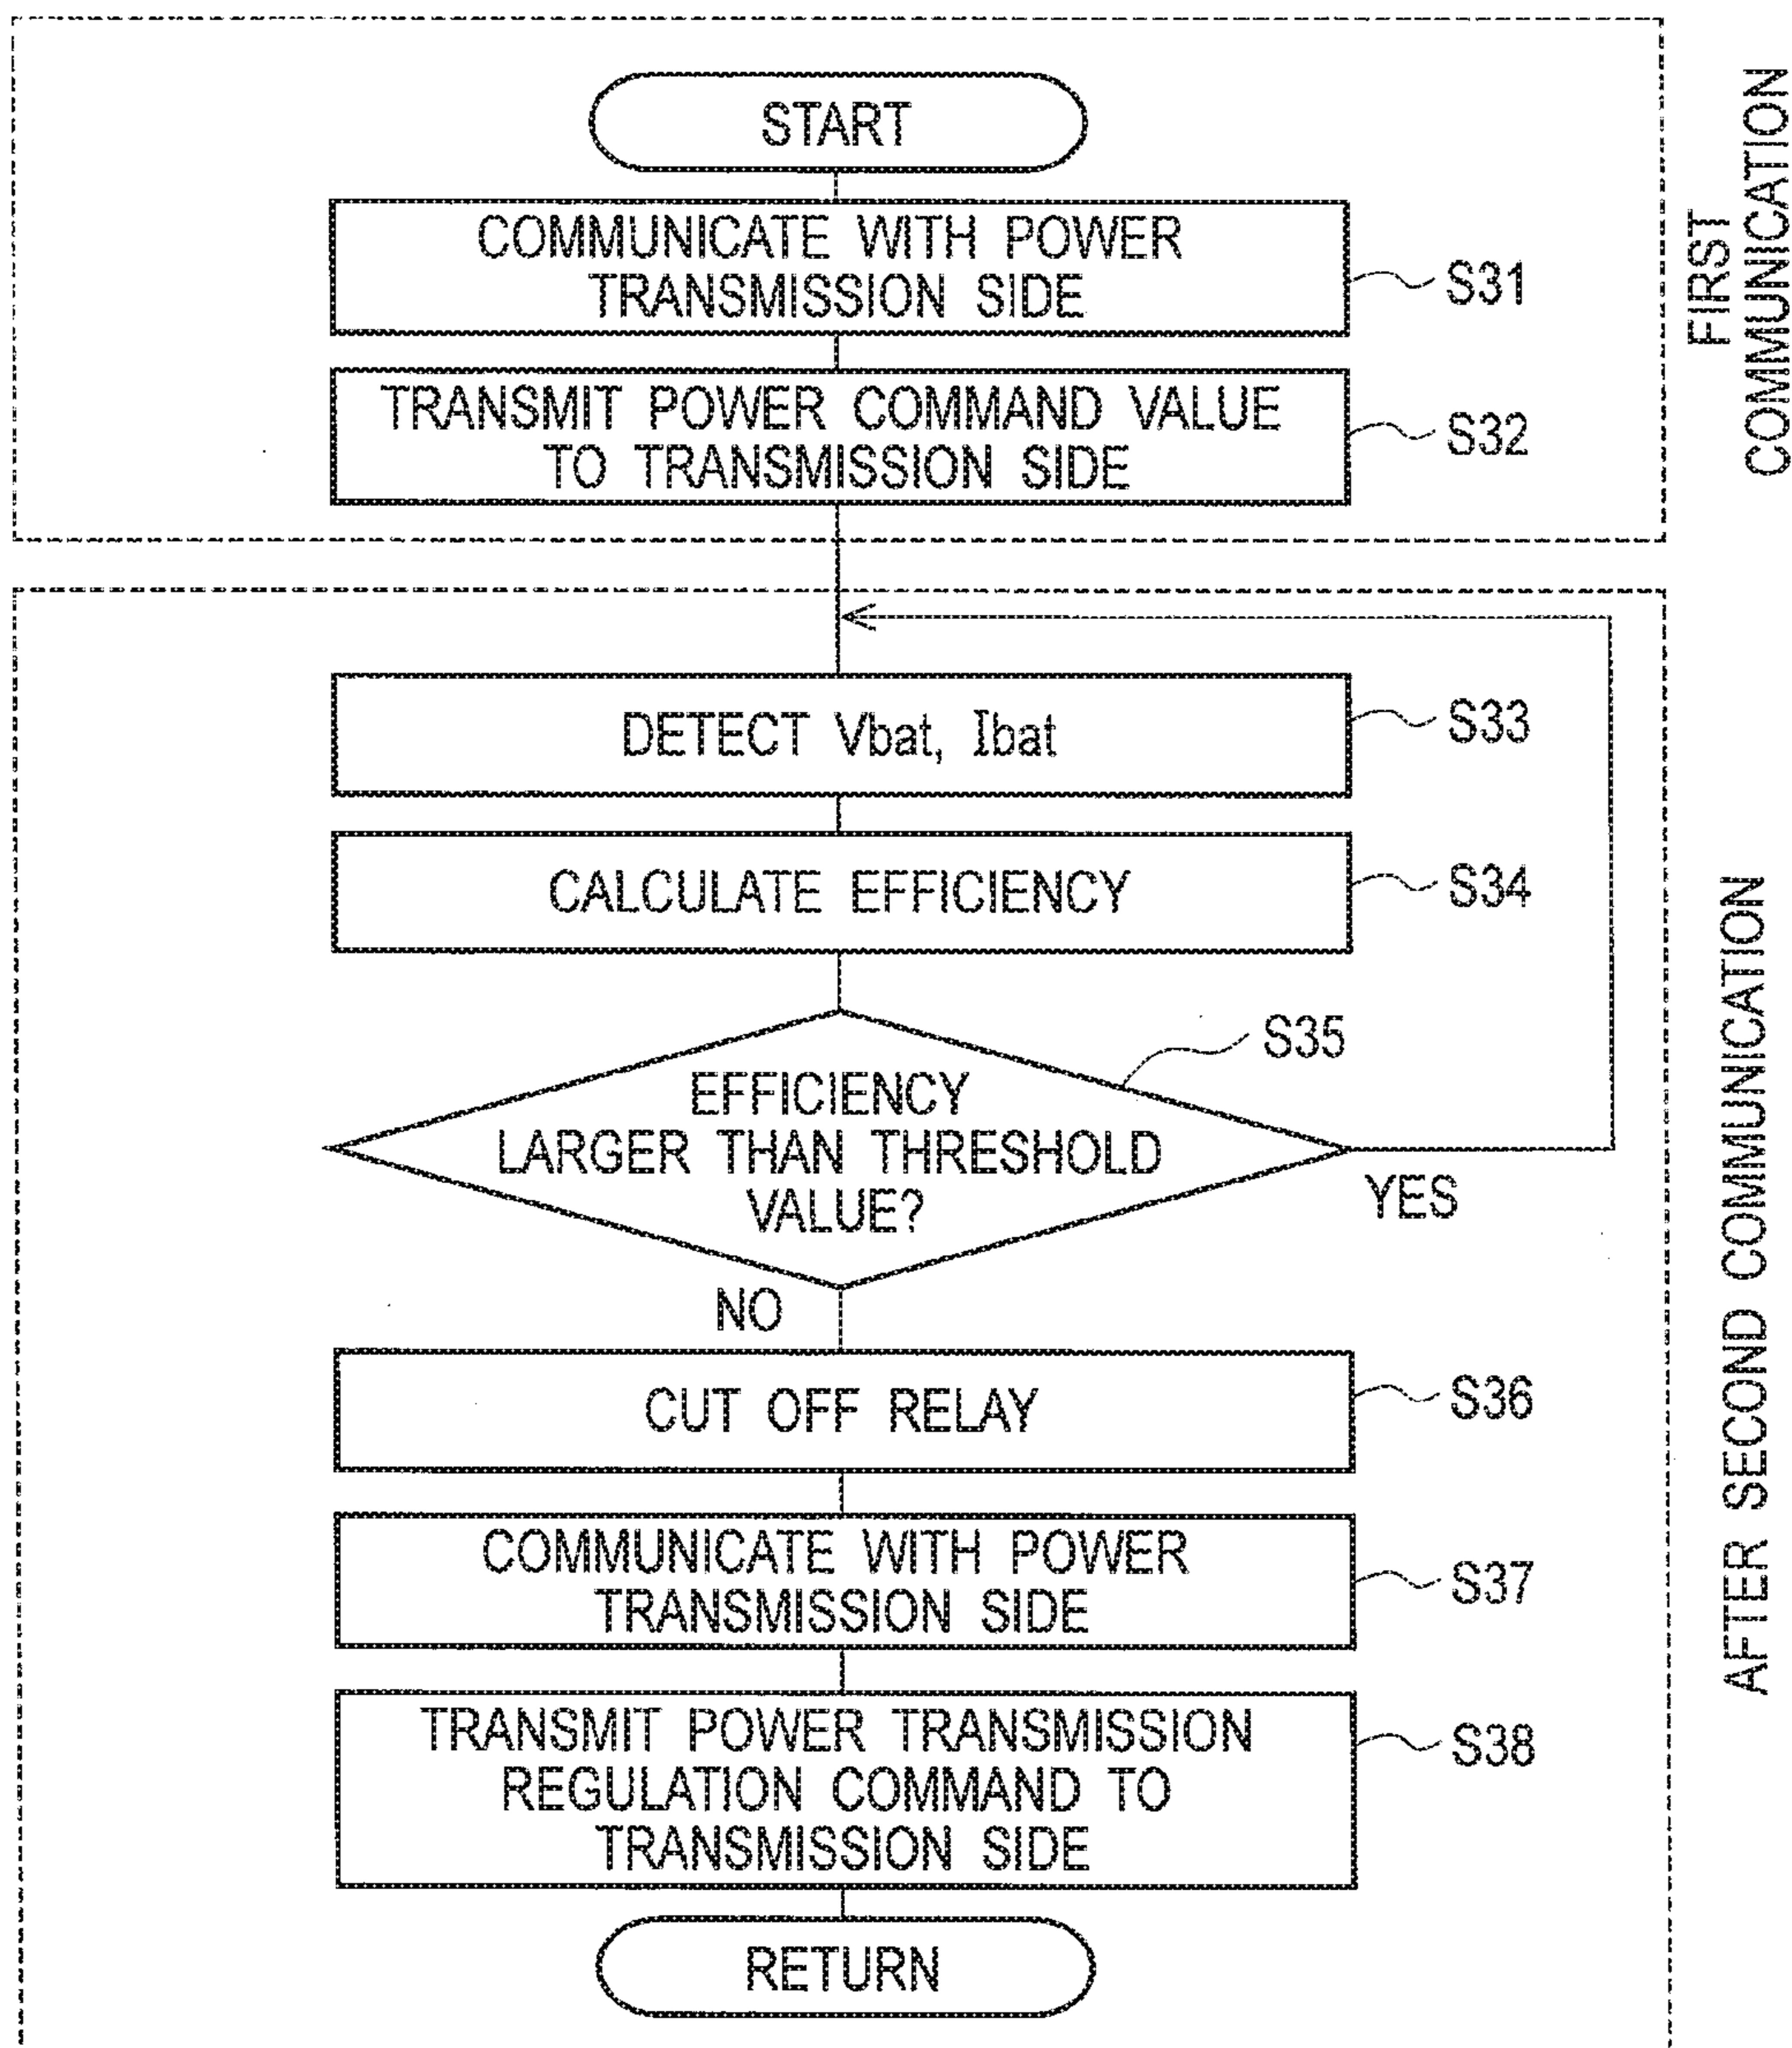 START
COMMUNICATE WITH POWER
TRANSMISSION SIDE
S31
TRANSMIT POWER COMMAND VALUE
TO TRANSMISSION SIDE
S32
FIRST
COMMUNICATION
DETECT Vbat, Ibat
S33
CALCULATE EFFICIENCY
S34
S35
EFFICIENCY
LARGER THAN THRESHOLD
VALUE?
YES
NO
CUT OFF RELAY
S36
COMMUNICATE WITH POWER
TRANSMISSION SIDE
S37
TRANSMIT POWER TRANSMISSION
REGULATION COMMAND TO
TRANSMISSION SIDE
S38
RETURN
AFTER SECOND COMMUNICATION